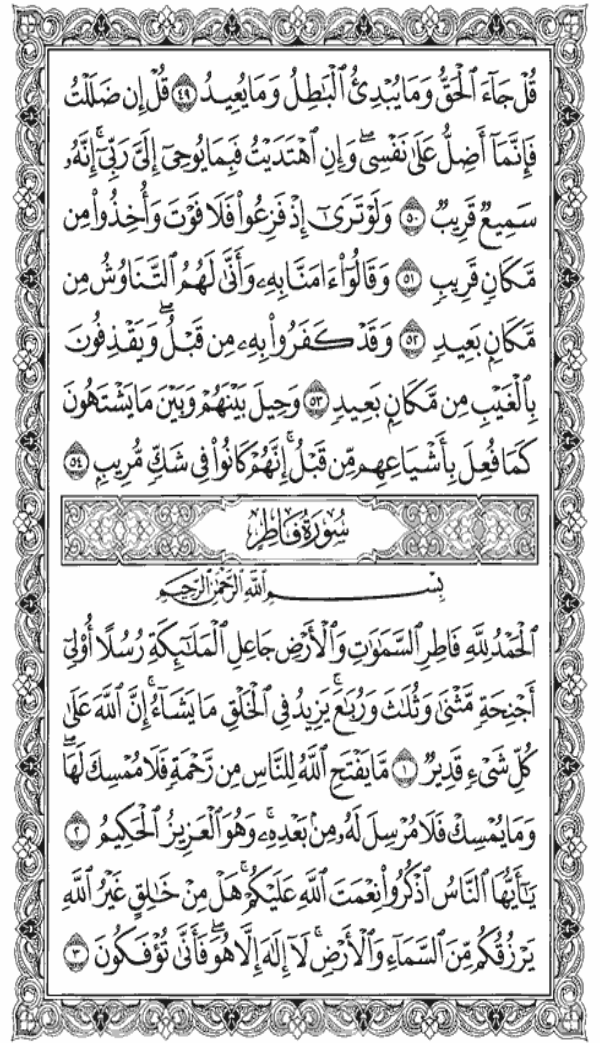 قُلْ جَآءَ ٱلْحَقُّ وَمَا يُبْدِئُ ٱلْبَٰطِلُ وَمَا يُعِيدُ ٤٩ قُلْ إِن ضَلَلْتُ
فَإِنَّمَآ أَضِلُّ عَلَىٰ نَفْسِىۖ وَإِنِ ٱهْتَدَيْتُ فَبِمَا يُوحِىٓ إِلَىَّ رَبِّىٓۚ إِنَّهُۥ
سَمِيعٌ قَرِيبٌ ٥٠ وَلَوْ تَرَىٰٓ إِذْ فَزِعُوا۟ فَلَا فَوْتَ وَأُخِذُوا۟ مِن
مَّكَانٍ قَرِيبٍ ٥١ وَقَالُوٓا۟ ءَامَنَّا بِهِۦ وَأَنَّىٰ لَهُمُ ٱلتَّنَاوُشُ مِن
مَّكَانٍۭ بَعِيدٍ ٥٢ وَقَدْ كَفَرُوا۟ بِهِۦ مِن قَبْلُۖ وَيَقْذِفُونَ
بِٱلْغَيْبِ مِن مَّكَانٍۭ بَعِيدٍ ٥٣ وَحِيلَ بَيْنَهُمْ وَبَيْنَ مَا يَشْتَهُونَ
كَمَا فُعِلَ بِأَشْيَاعِهِم مِّن قَبْلُۚ إِنَّهُمْ كَانُوا۟ فِى شَكٍّ مُّرِيبٍۭ ٥٤
سُورَةُ فَاطِرٍ
بِسْمِ ٱللَّهِ ٱلرَّحْمَٰنِ ٱلرَّحِيمِ
ٱلْحَمْدُ لِلَّهِ فَاطِرِ ٱلسَّمَٰوَٰتِ وَٱلْأَرْضِ جَاعِلِ ٱلْمَلَٰٓئِكَةِ رُسُلًا أُو۟لِىٓ
أَجْنِحَةٍ مَّثْنَىٰ وَثُلَٰثَ وَرُبَٰعَۚ يَزِيدُ فِى ٱلْخَلْقِ مَا يَشَآءُۚ إِنَّ ٱللَّهَ عَلَىٰ
كُلِّ شَىْءٍ قَدِيرٌ ١ مَّا يَفْتَحِ ٱللَّهُ لِلنَّاسِ مِن رَّحْمَةٍ فَلَا مُمْسِكَ لَهَاۖ
وَمَا يُمْسِكْ فَلَا مُرْسِلَ لَهُۥ مِنۢ بَعْدِهِۦۚ وَهُوَ ٱلْعَزِيزُ ٱلْحَكِيمُ ٢
يَٰٓأَيُّهَا ٱلنَّاسُ ٱذْكُرُوا۟ نِعْمَتَ ٱللَّهِ عَلَيْكُمْۚ هَلْ مِنْ خَٰلِقٍ غَيْرُ ٱللَّهِ
يَرْزُقُكُم مِّنَ ٱلسَّمَآءِ وَٱلْأَرْضِۚ لَآ إِلَٰهَ إِلَّا هُوَۖ فَأَنَّىٰ تُؤْفَكُونَ ٣